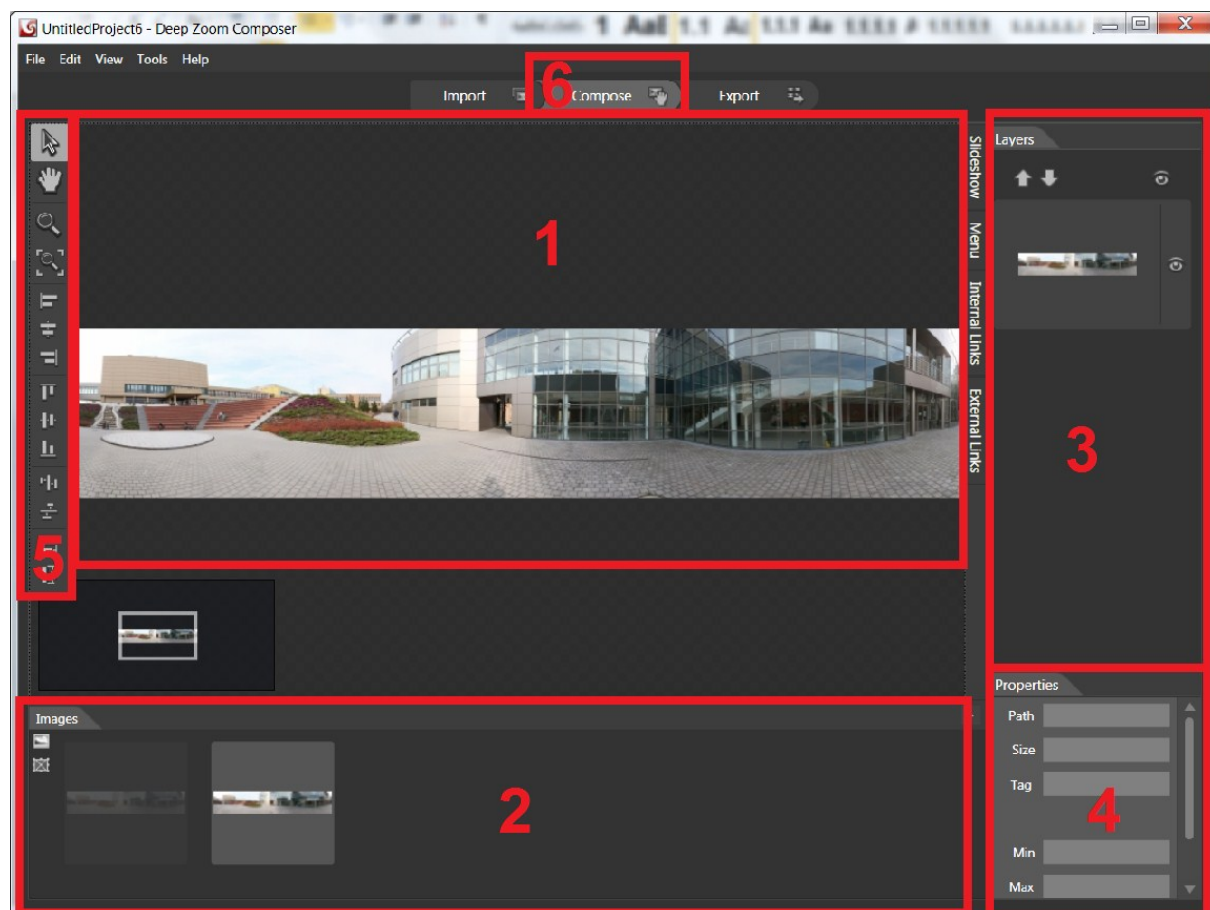 UntitledProject6 - Deep Zoom Composer
File Edit View Tools Help
Import
6
Compose
Export
Slideshow
Menu
Internal Links
External Links
Layers
1
3
5
Images
2
Properties
Path
Size
Tag
4
Min
Max